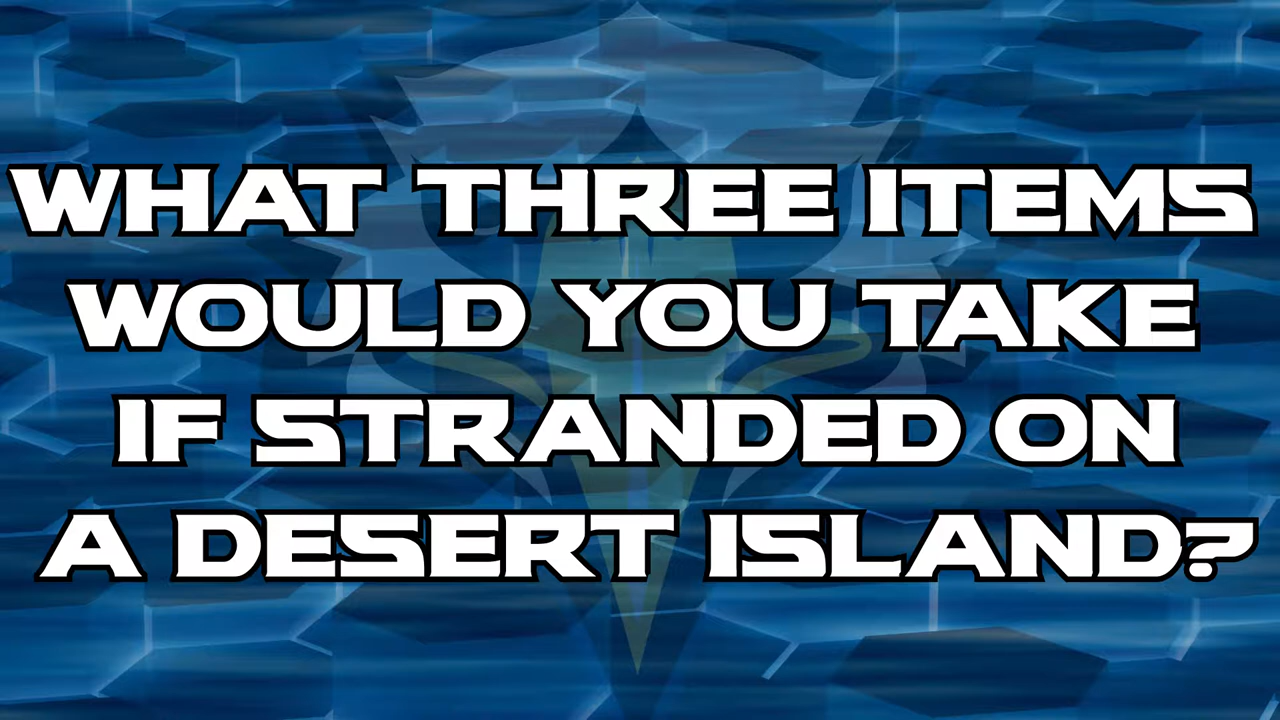 WHAT THREE ITEMS
WOULD YOU TAKE
IF STRANDED ON
A DESERT ISLAND?